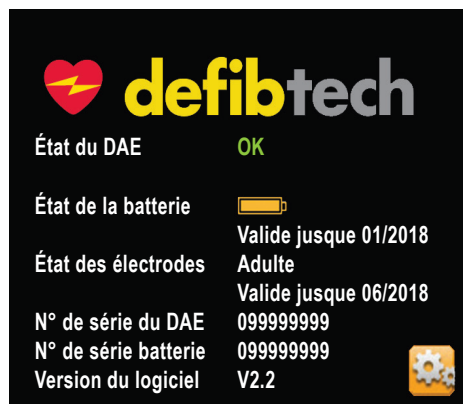 defibtech
État du DAE OK
État de la batterie
Valide jusque 01/2018
État des électrodes Adulte
Valide jusque 06/2018
N° de série du DAE 099999999
N° de série batterie 099999999
Version du logiciel V2.2